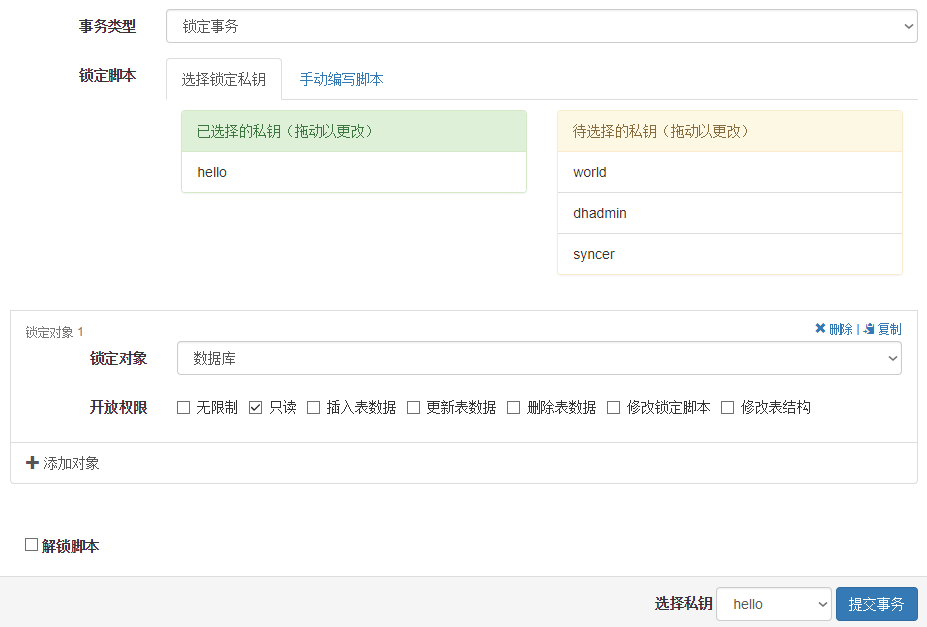 事务类型 锁定事务
锁定脚本 选择锁定私钥 手动编写脚本
已选择的私钥（拖动以更改） 待选择的私钥（拖动以更改）
hello world
dhadmin
syncer
锁定对象 1 删除 | 复制
锁定对象 数据库
开放权限 无限制 只读 插入表数据 更新表数据 删除表数据 修改锁定脚本 修改表结构
添加对象
解锁脚本
选择私钥 hello 提交事务